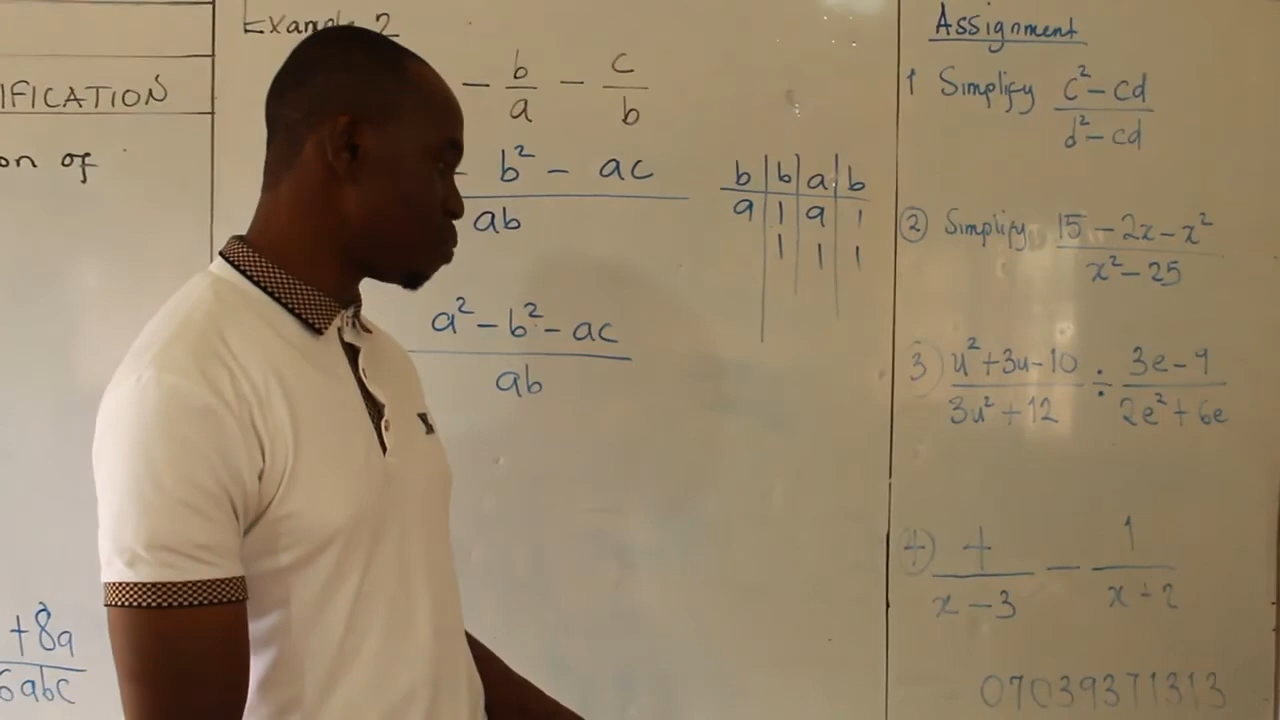 IFICATION
on of
+8a
6abc
Example 2
- b/a - c/b
- b² - ac
ab
a² - b² - ac
ab
b | b | a | b
a | 1 | a | 1
1 | 1 | 1
Assignment
1 Simplify (c² - cd)/(d² - cd)
② Simplify (15 - 2x - x²)/(x² - 25)
③ (u² + 3u - 10)/(3u² + 12) ÷ (3e - 9)/(2e² + 6e)
④ 4/(x - 3) - 1/(x + 2)
07039371313